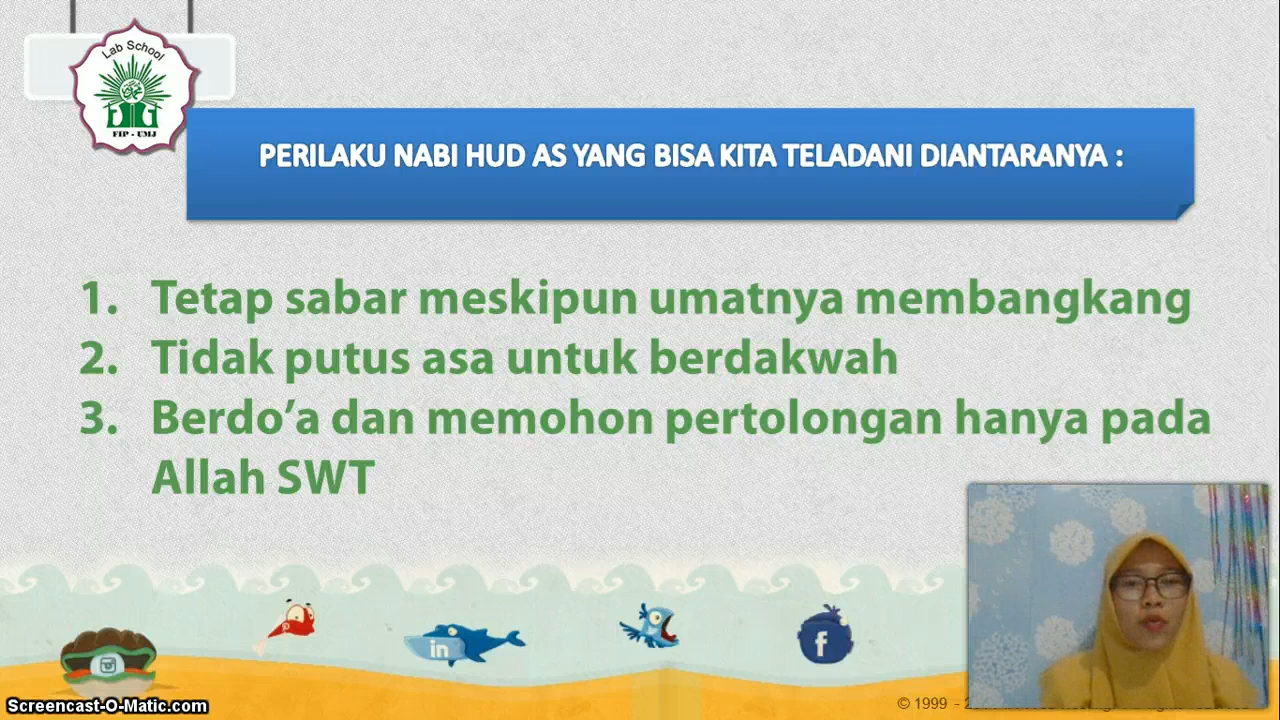 Lab School
FIP - UMJ
PERILAKU NABI HUD AS YANG BISA KITA TELADANI DIANTARANYA :
1. Tetap sabar meskipun umatnya membangkang
2. Tidak putus asa untuk berdakwah
3. Berdo’a dan memohon pertolongan hanya pada
Allah SWT
in
f
Screencast-O-Matic.com
© 1999 -